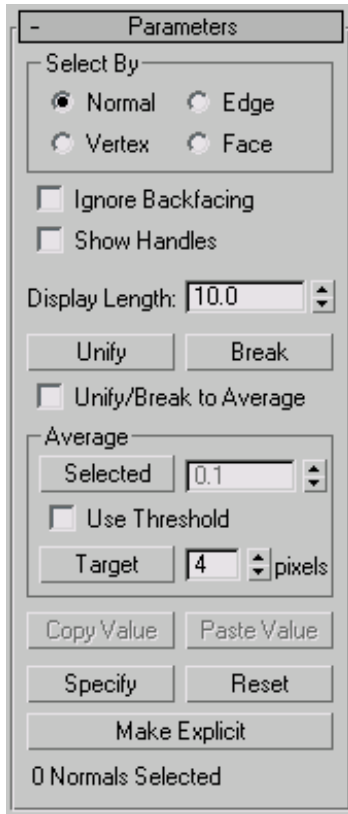 - Parameters
Select By
Normal Edge
Vertex Face
Ignore Backfacing
Show Handles
Display Length: 10.0
Unify Break
Unify/Break to Average
Average
Selected 0.1
Use Threshold
Target 4 pixels
Copy Value Paste Value
Specify Reset
Make Explicit
0 Normals Selected